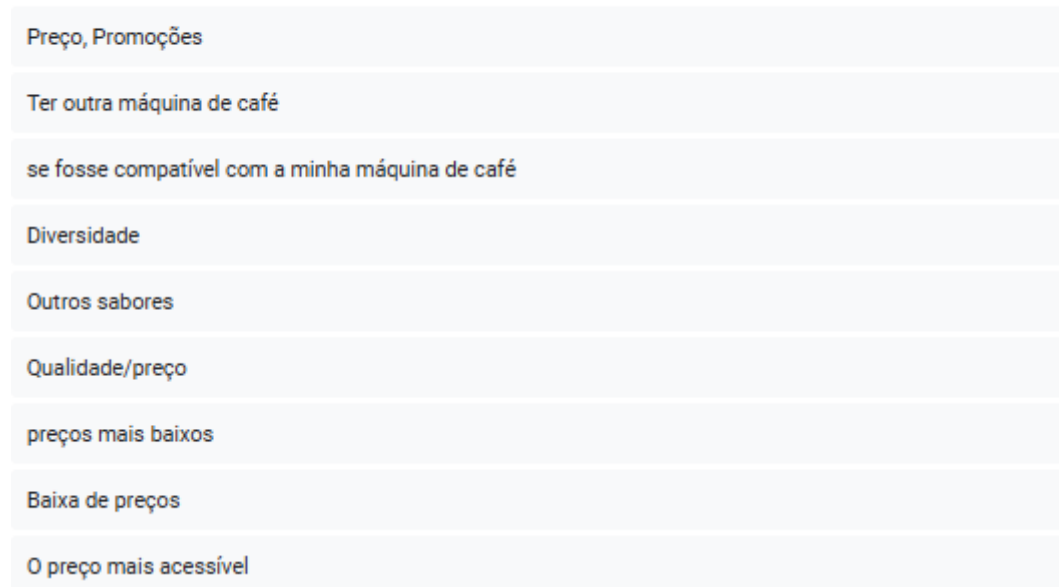 Preço, Promoções
Ter outra máquina de café
se fosse compatível com a minha máquina de café
Diversidade
Outros sabores
Qualidade/preço
preços mais baixos
Baixa de preços
O preço mais acessível